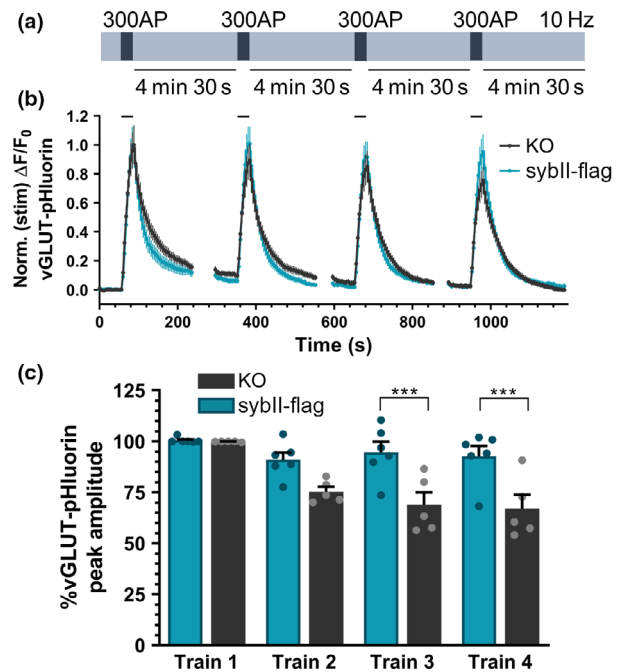 (a)
300AP 300AP 300AP 300AP 10 Hz
4 min 30 s 4 min 30 s 4 min 30 s 4 min 30 s
(b)
Norm. (stim) ΔF/F0
vGLUT-pHluorin
1.2
1.0
0.8
0.6
0.4
0.2
0.0
KO
sybII-flag
0 200 400 600 800 1000
Time (s)
(c)
KO
sybII-flag
%vGLUT-pHluorin
peak amplitude
125
100
75
50
25
0
*** ***
Train 1 Train 2 Train 3 Train 4